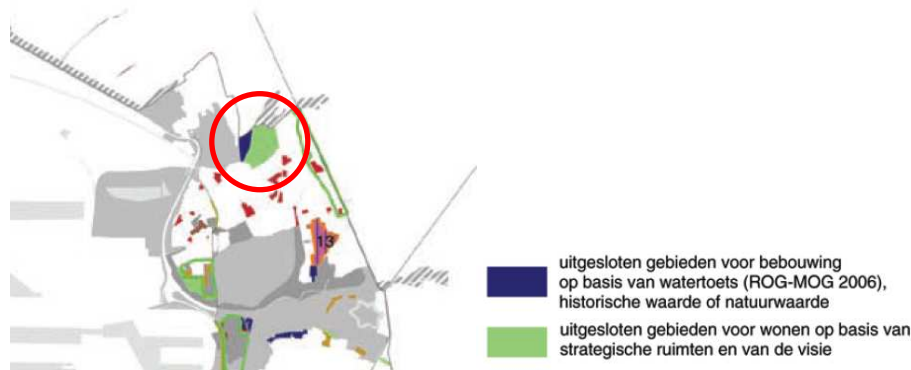 13
uitgesloten gebieden voor bebouwing
op basis van watertoets (ROG-MOG 2006),
historische waarde of natuurwaarde
uitgesloten gebieden voor wonen op basis van
strategische ruimten en van de visie